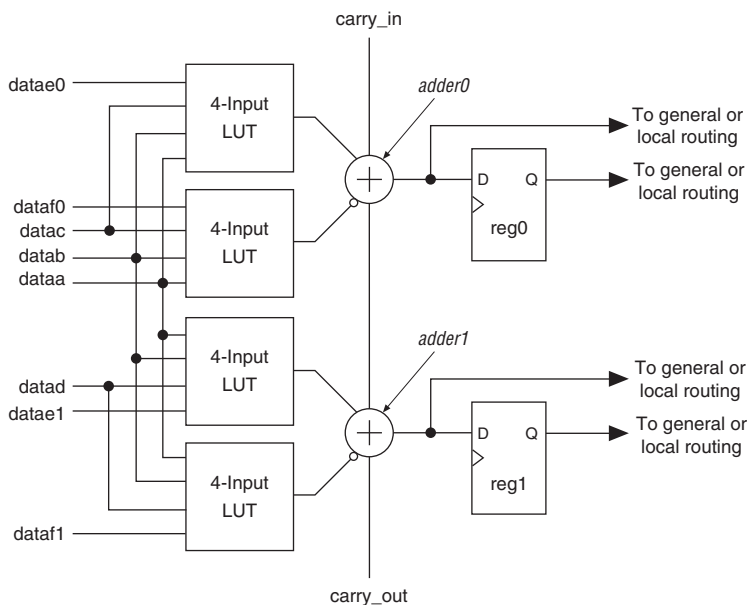 carry_in
adder0
datae0
4-Input
LUT
To general or
local routing
D
Q
reg0
To general or
local routing
dataf0
datac
datab
dataa
4-Input
LUT
adder1
4-Input
LUT
To general or
local routing
datad
datae1
D
Q
reg1
To general or
local routing
4-Input
LUT
dataf1
carry_out